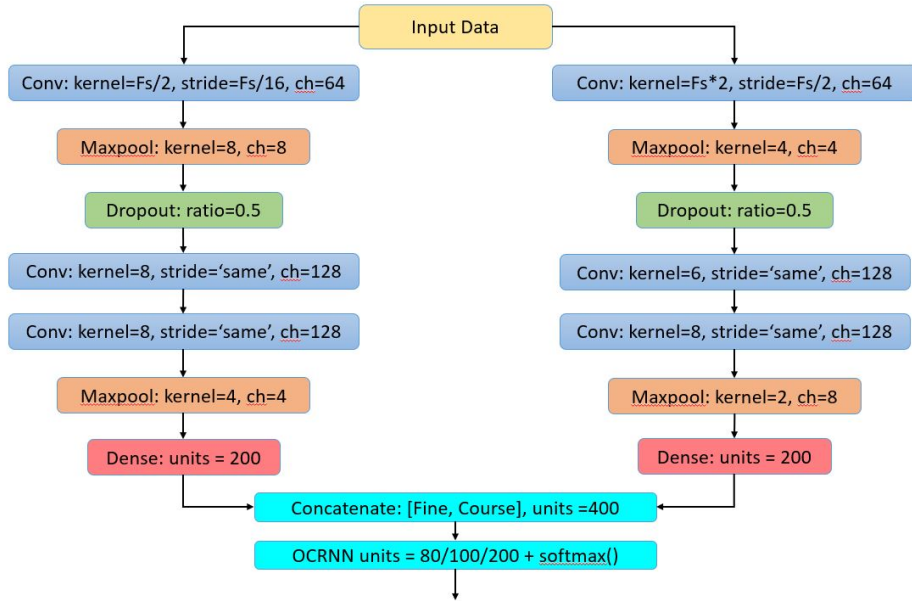 Input Data
Conv: kernel=Fs/2, stride=Fs/16, ch=64
Conv: kernel=Fs*2, stride=Fs/2, ch=64
Maxpool: kernel=8, ch=8
Maxpool: kernel=4, ch=4
Dropout: ratio=0.5
Dropout: ratio=0.5
Conv: kernel=8, stride=‘same’, ch=128
Conv: kernel=6, stride=‘same’, ch=128
Conv: kernel=8, stride=‘same’, ch=128
Conv: kernel=8, stride=‘same’, ch=128
Maxpool: kernel=4, ch=4
Maxpool: kernel=2, ch=8
Dense: units = 200
Dense: units = 200
Concatenate: [Fine, Course], units =400
OCRNN units = 80/100/200 + softmax()